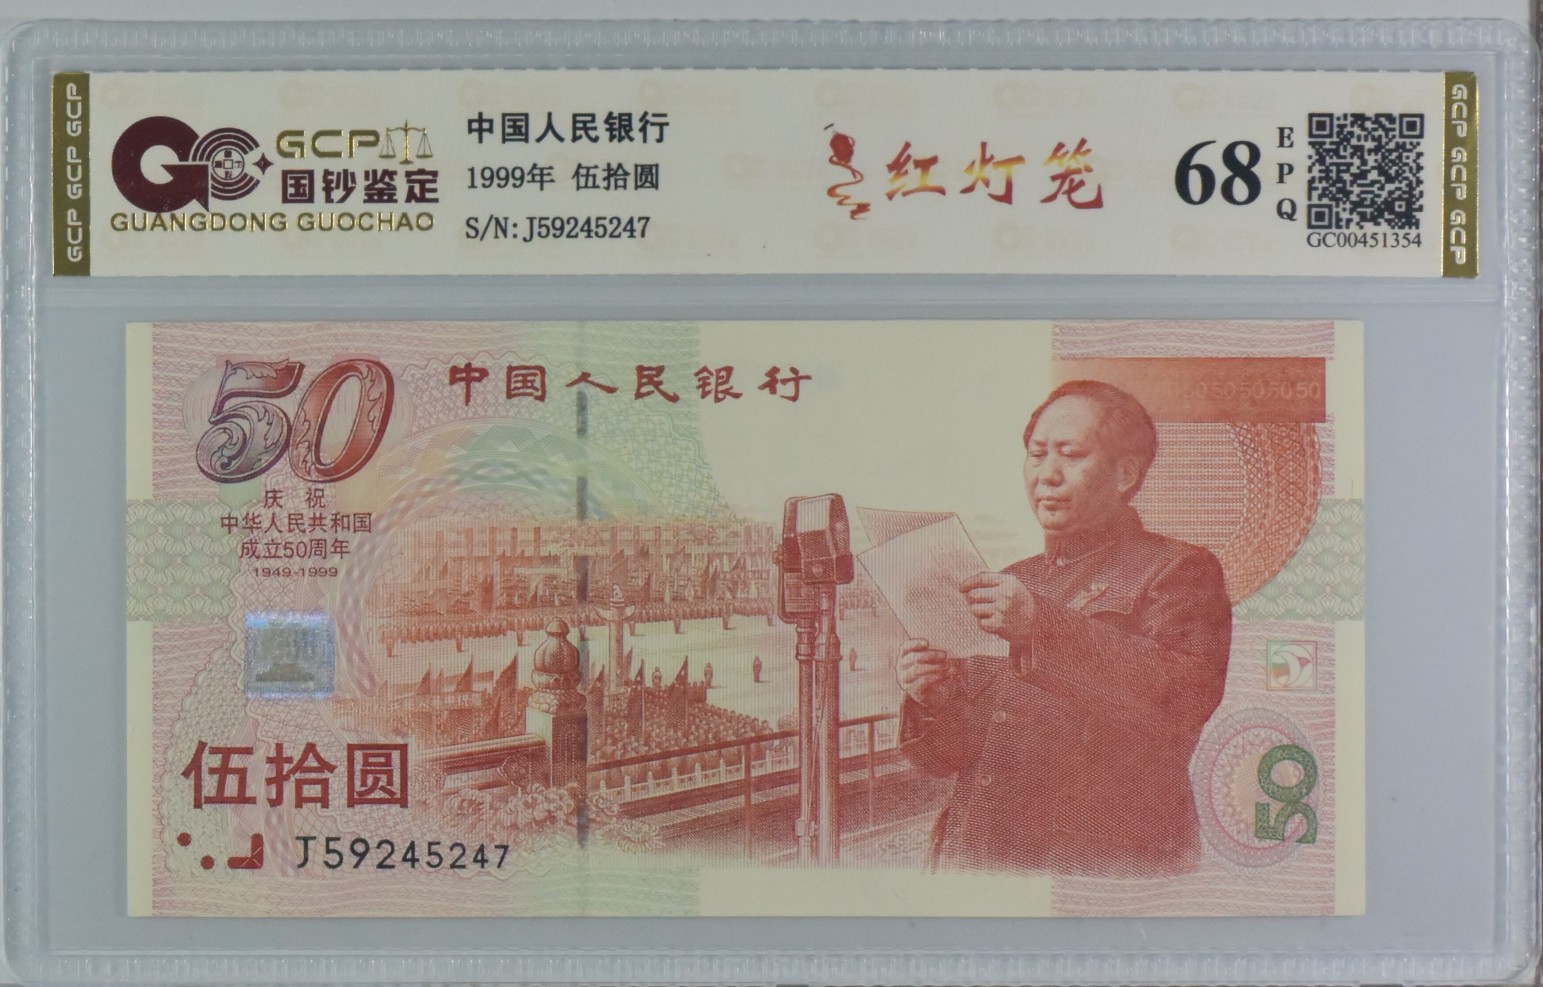 GCP GCP GCP
GCP
国钞鉴定
GUANGDONG GUOCHAO
中国人民银行
1999年 伍拾圆
S/N:J59245247
红灯笼
68
EPQ
GC00451354
GCP GCP GCP
50
中国人民银行
庆祝
中华人民共和国
成立50周年
1949-1999
伍拾圆
J59245247
50